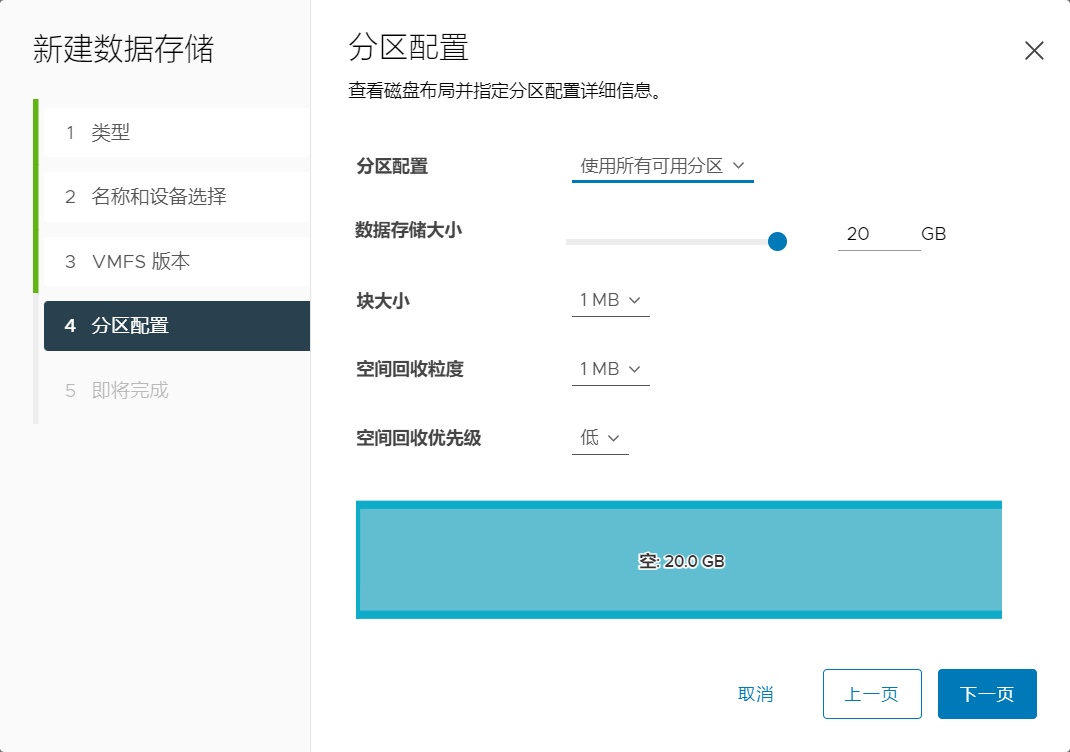 新建数据存储
1 类型
2 名称和设备选择
3 VMFS 版本
4 分区配置
5 即将完成
分区配置
查看磁盘布局并指定分区配置详细信息。
分区配置 使用所有可用分区
数据存储大小 20 GB
块大小 1 MB
空间回收粒度 1 MB
空间回收优先级 低
空: 20.0 GB
取消 上一页 下一页